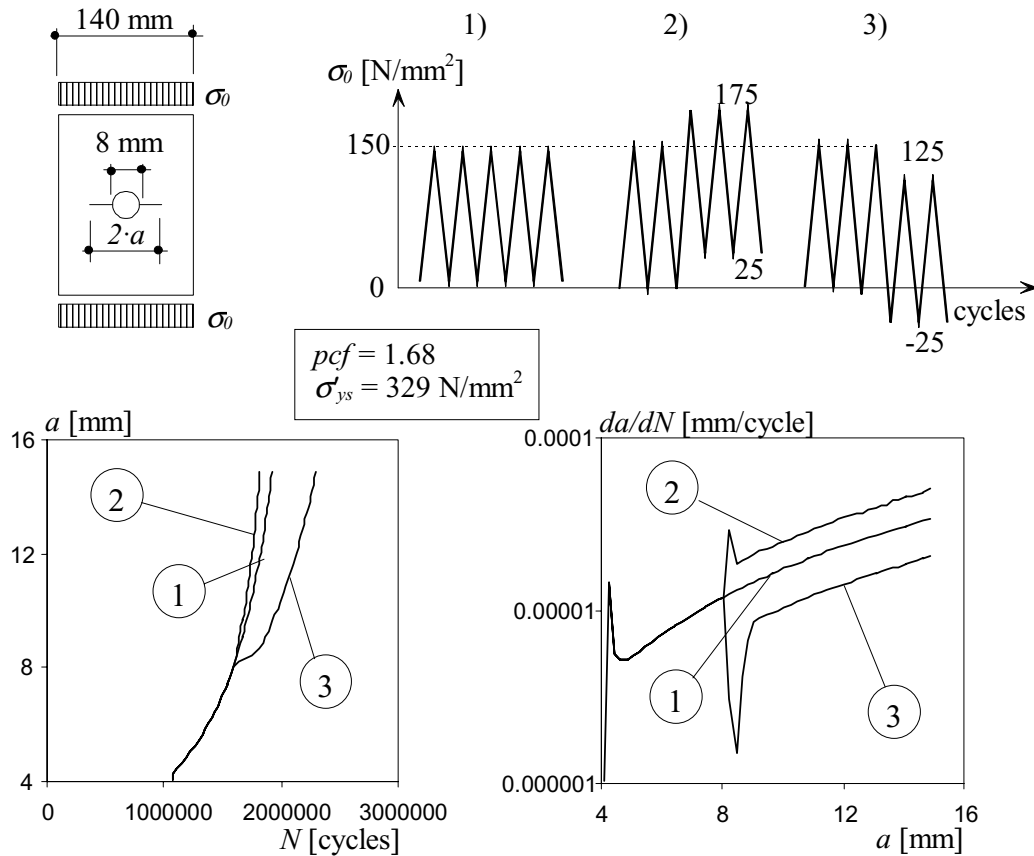 140 mm
σ0
8 mm
2·a
σ0
1) 2) 3)
σ0 [N/mm²]
175
150
125
25
0
cycles
-25
pcf = 1.68
σ'ys = 329 N/mm²
a [mm]
16
12
8
4
2
1
3
0 1000000 2000000 3000000
N [cycles]
da/dN [mm/cycle]
0.0001
0.00001
0.000001
2
1
3
4 8 12 16
a [mm]